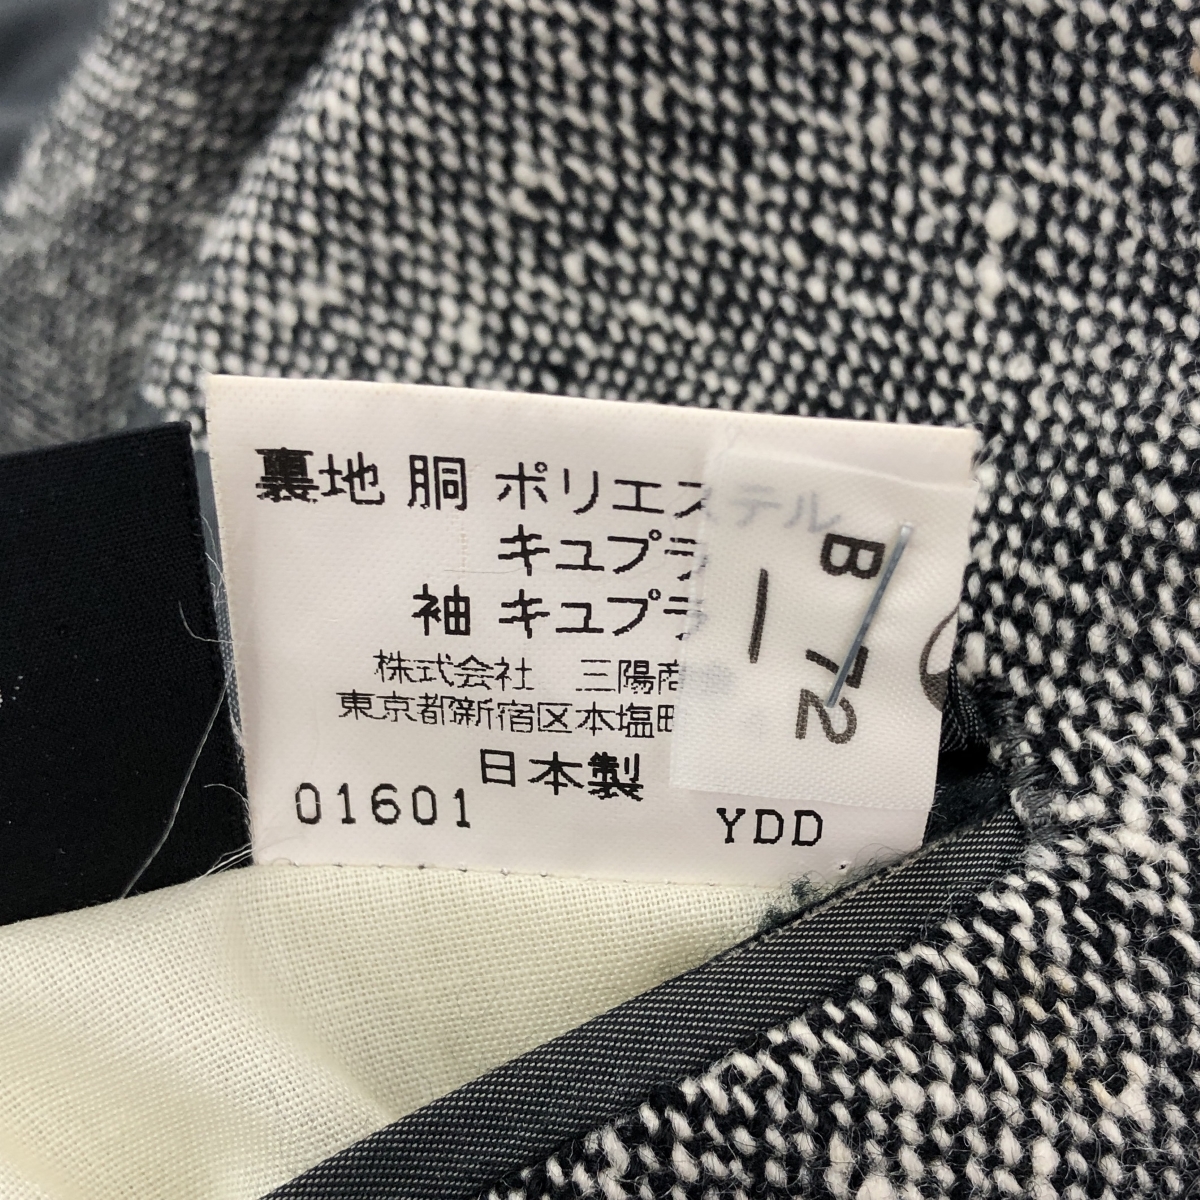 裏地 胴 ポリエステル
キュプラ
袖 キュプラ
株式会社 三陽商
東京都新宿区本塩町
日本製
01601 YDD
B-72